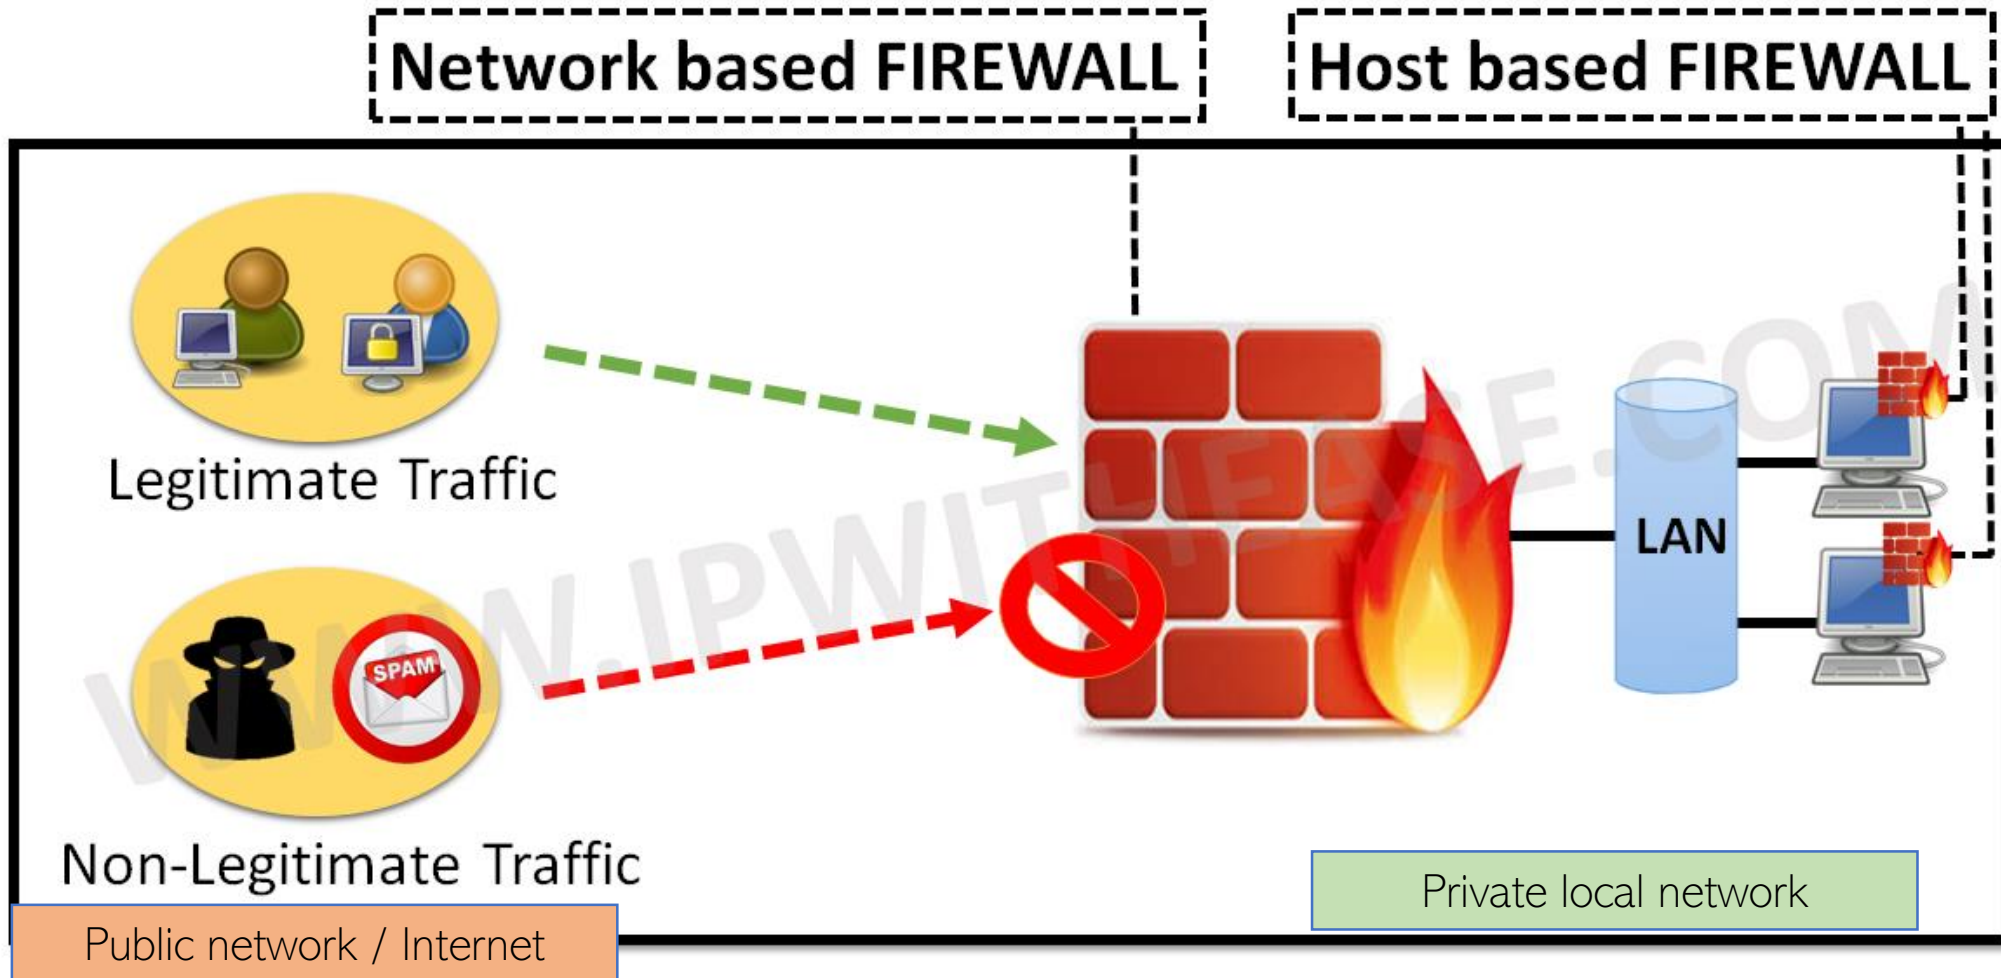 Network based FIREWALL
Host based FIREWALL
Legitimate Traffic
SPAM
LAN
WWW.IPWITHEASE.COM
Non-Legitimate Traffic
Private local network
Public network / Internet